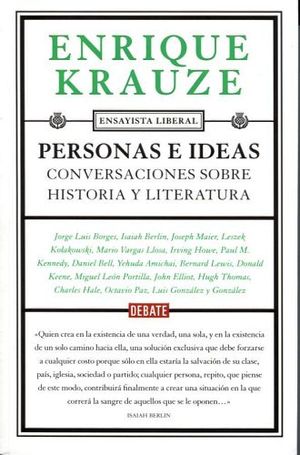 ENRIQUE
KRAUZE
ENSAYISTA LIBERAL
PERSONAS E IDEAS
CONVERSACIONES SOBRE
HISTORIA Y LITERATURA
Jorge Luis Borges, Isaiah Berlin, Joseph Maier, Leszek
Kolakowski, Mario Vargas Llosa, Irving Howe, Paul M.
Kennedy, Daniel Bell, Yehuda Amichai, Bernard Lewis, Donald
Keene, Miguel León Portilla, John Elliot, Hugh Thomas,
Charles Hale, Octavio Paz, Luis González y González
DEBATE
«Quien crea en la existencia de una verdad, una sola, y en la existencia
de un solo camino hacia ella, una solución exclusiva que debe forzarse
a cualquier costo porque sólo en ella estaría la salvación de su clase,
país, iglesia, sociedad o partido; cualquier persona, repito, que piense
de este modo, contribuirá finalmente a crear una situación en la que
correrá la sangre de aquellos que se le oponen…»
ISAIAH BERLIN